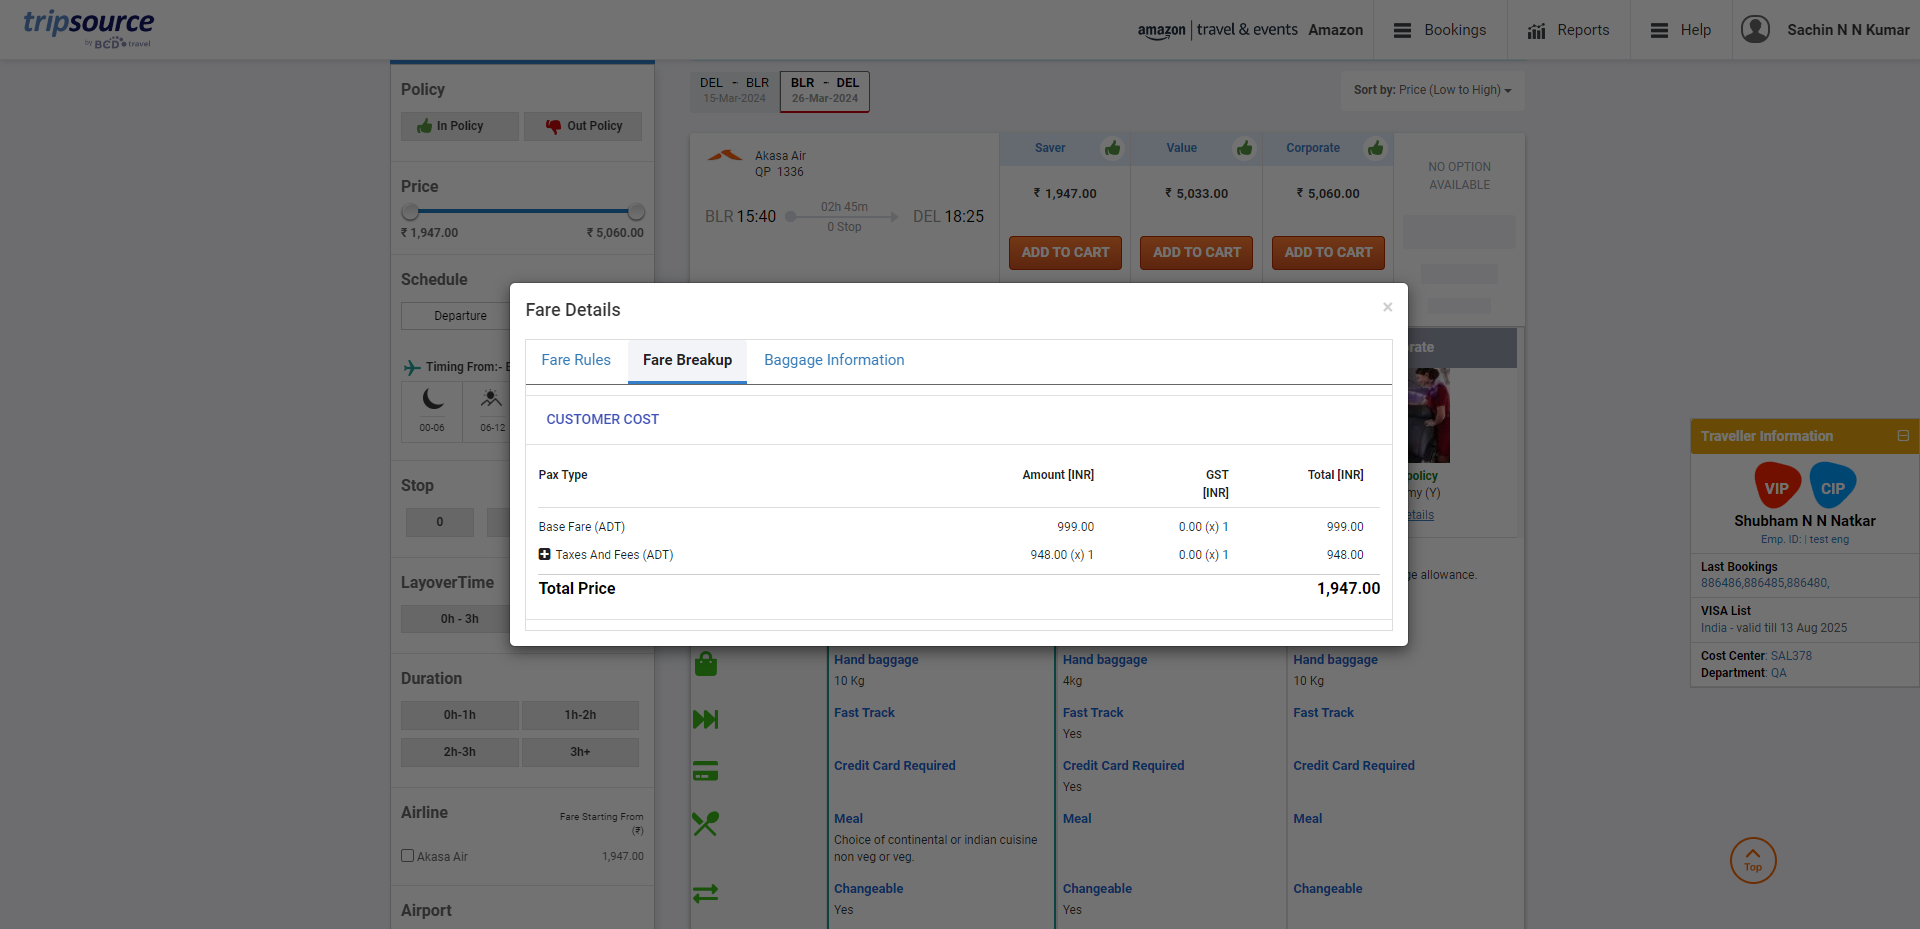 tripsource
by BCD travel
amazon | travel & events Amazon
Bookings
Reports
Help
Sachin N N Kumar
Policy
In Policy
Out Policy
Price
₹ 1,947.00
₹ 5,060.00
Schedule
Departure
Timing From:-
00-06
06-12
Stop
0
LayoverTime
0h - 3h
Duration
0h-1h
1h-2h
2h-3h
3h+
Airline
Fare Starting From
(₹)
Akasa Air
1,947.00
Airport
DEL - BLR
15-Mar-2024
BLR - DEL
26-Mar-2024
Sort by: Price (Low to High)
Akasa Air
QP 1336
BLR 15:40
02h 45m
0 Stop
DEL 18:25
Saver
₹ 1,947.00
ADD TO CART
Value
₹ 5,033.00
ADD TO CART
Corporate
₹ 5,060.00
ADD TO CART
NO OPTION
AVAILABLE
Fare Details
×
Fare Rules
Fare Breakup
Baggage Information
CUSTOMER COST
Pax Type
Amount [INR]
GST
[INR]
Total [INR]
Base Fare (ADT)
999.00
0.00 (x) 1
999.00
Taxes And Fees (ADT)
948.00 (x) 1
0.00 (x) 1
948.00
Total Price
1,947.00
rate
policy
my (Y)
etails
ge allowance.
Hand baggage
10 Kg
Hand baggage
4kg
Hand baggage
10 Kg
Fast Track
Fast Track
Yes
Fast Track
Credit Card Required
Credit Card Required
Yes
Credit Card Required
Meal
Choice of continental or indian cuisine
non veg or veg.
Meal
Meal
Changeable
Yes
Changeable
Yes
Changeable
Traveller Information
VIP
CIP
Shubham N N Natkar
Emp. ID: | test eng
Last Bookings
886486,886485,886480,
VISA List
India - valid till 13 Aug 2025
Cost Center: SAL378
Department: QA
Top